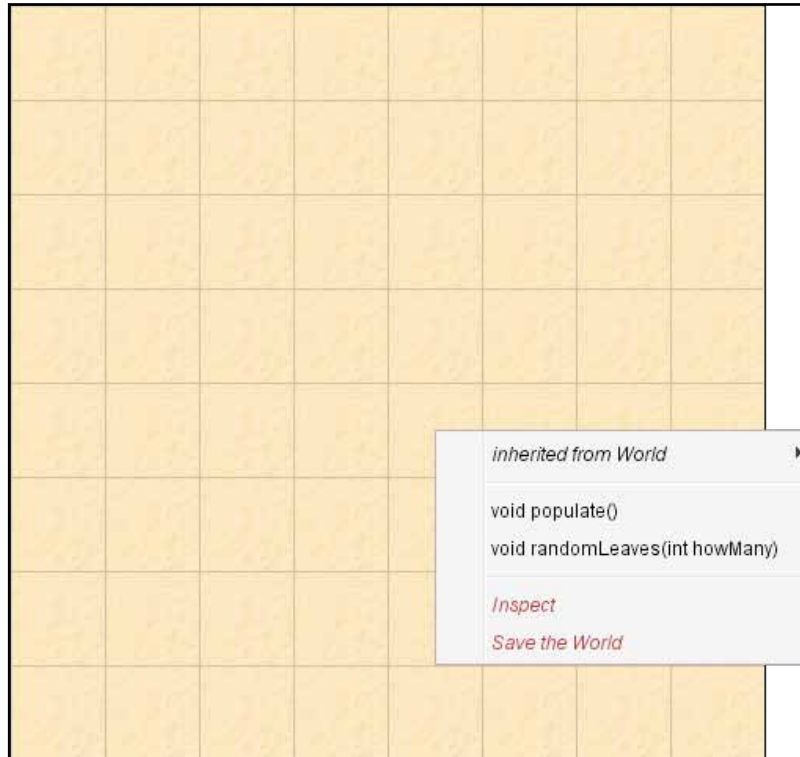 inherited from World
void populate()
void randomLeaves(int howMany)
Inspect
Save the World